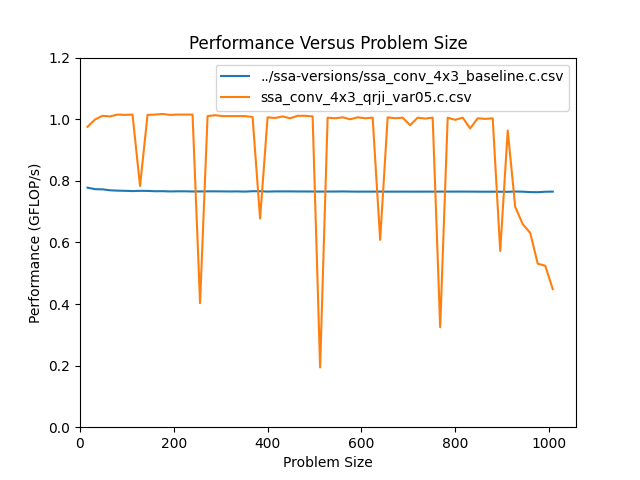 Performance Versus Problem Size
../ssa-versions/ssa_conv_4x3_baseline.c.csv
ssa_conv_4x3_qrji_var05.c.csv
Performance (GFLOP/s)
1.2
1.0
0.8
0.6
0.4
0.2
0.0
0 200 400 600 800 1000
Problem Size